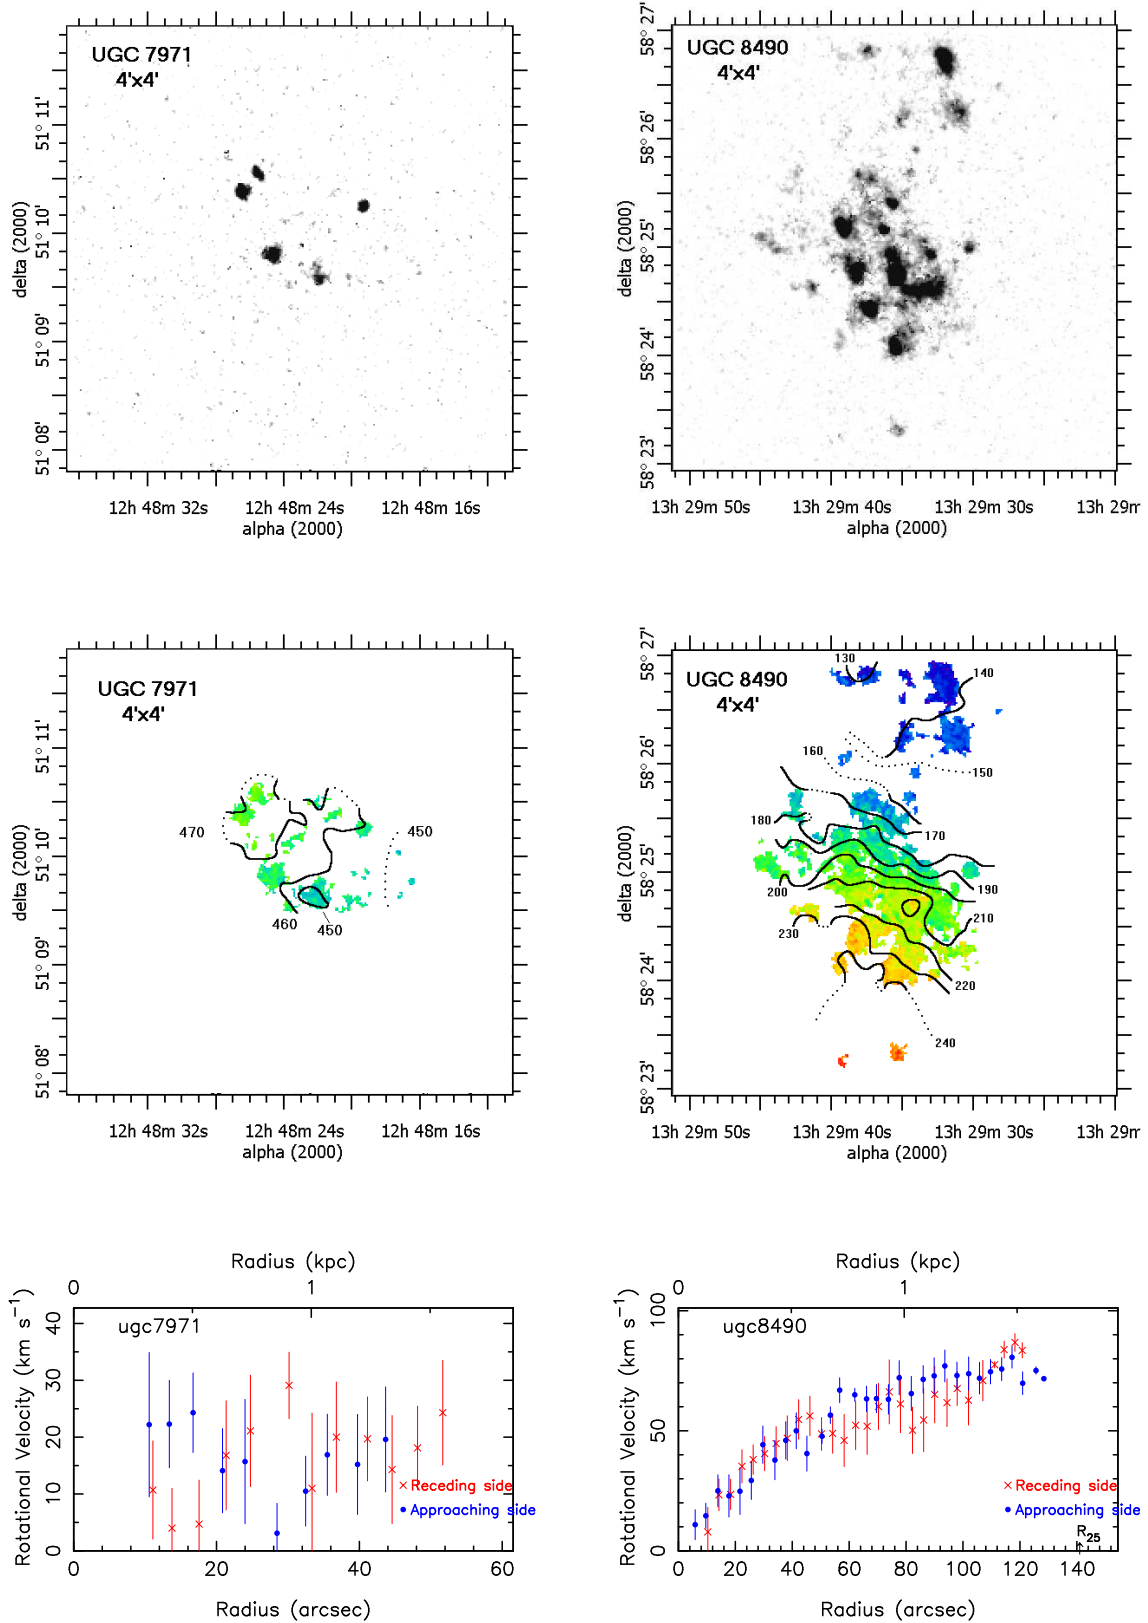 UGC 7971
4'x4'
51° 11'
51° 10'
51° 09'
51° 08'
delta (2000)
12h 48m 32s 12h 48m 24s 12h 48m 16s
alpha (2000)
UGC 8490
4'x4'
58° 27'
58° 26'
58° 25'
58° 24'
58° 23'
delta (2000)
13h 29m 50s 13h 29m 40s 13h 29m 30s 13h 29m
alpha (2000)
UGC 7971
4'x4'
51° 11'
51° 10'
51° 09'
51° 08'
delta (2000)
470
450
460
450
12h 48m 32s 12h 48m 24s 12h 48m 16s
alpha (2000)
UGC 8490
4'x4'
58° 27'
58° 26'
58° 25'
58° 24'
58° 23'
delta (2000)
130
140
160
150
180
170
200
190
210
230
220
240
13h 29m 50s 13h 29m 40s 13h 29m 30s 13h 29m
alpha (2000)
Radius (kpc)
0 1
ugc7971
Rotational Velocity (km s⁻¹)
40
30
20
10
0
Receding side
Approaching side
0 20 40 60
Radius (arcsec)
Radius (kpc)
0 1
ugc8490
Rotational Velocity (km s⁻¹)
100
50
0
Receding side
Approaching side
R25
0 20 40 60 80 100 120 140
Radius (arcsec)